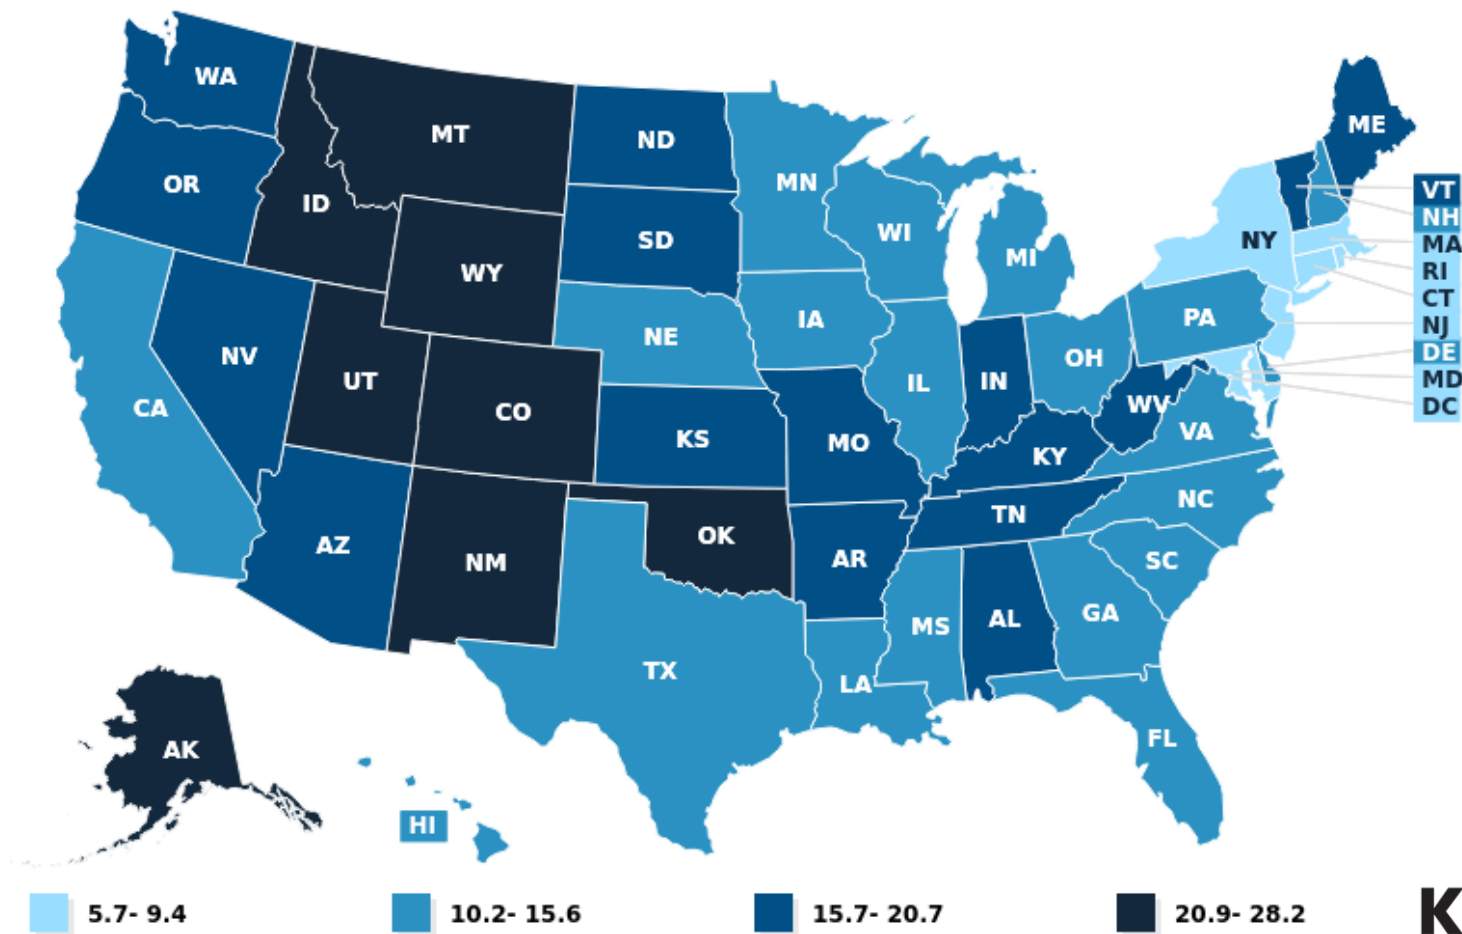 WA
MT
ND
ME
OR
MN
ID
VT
NH
SD
WI
NY
MA
MI
RI
WY
CT
IA
PA
NJ
NE
NV
OH
DE
UT
IL
IN
MD
CA
CO
WV
DC
KS
MO
VA
KY
NC
TN
OK
AZ
AR
SC
NM
GA
AL
MS
TX
LA
FL
AK
HI
5.7- 9.4
10.2- 15.6
15.7- 20.7
20.9- 28.2
K